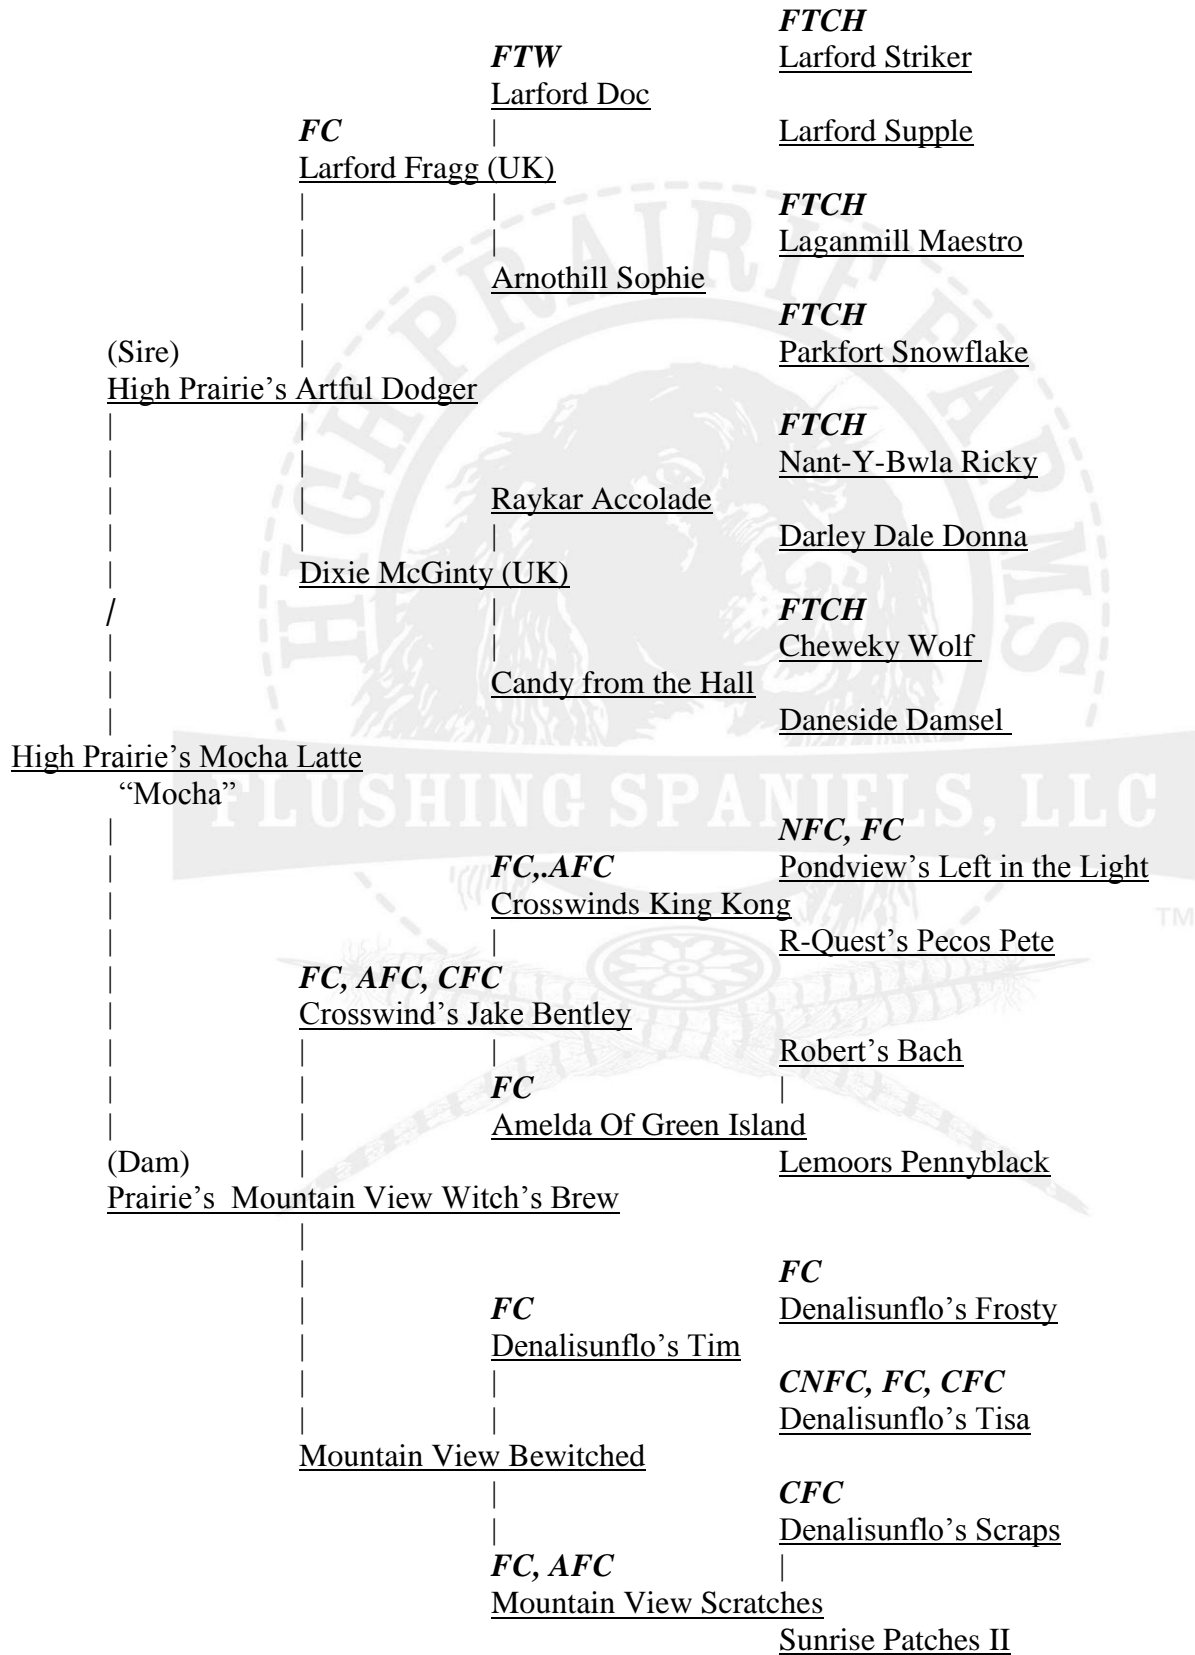 FTCH
FTW Larford Striker
Larford Doc
FC Larford Supple
Larford Fragg (UK)
FTCH
Laganmill Maestro
Arnothill Sophie
FTCH
(Sire) Parkfort Snowflake
High Prairie’s Artful Dodger
FTCH
Nant-Y-Bwla Ricky
Raykar Accolade
Darley Dale Donna
Dixie McGinty (UK)
FTCH
Cheweky Wolf
Candy from the Hall
Daneside Damsel
High Prairie’s Mocha Latte
“Mocha”
NFC, FC
FC,.AFC Pondview’s Left in the Light
Crosswinds King Kong
R-Quest’s Pecos Pete
FC, AFC, CFC
Crosswind’s Jake Bentley
Robert’s Bach
FC
Amelda Of Green Island
(Dam) Lemoors Pennyblack
Prairie’s Mountain View Witch’s Brew
FC
FC Denalisunflo’s Frosty
Denalisunflo’s Tim
CNFC, FC, CFC
Denalisunflo’s Tisa
Mountain View Bewitched
CFC
Denalisunflo’s Scraps
FC, AFC
Mountain View Scratches
Sunrise Patches II
HIGH PRAIRIE FARMS
FLUSHING SPANIELS, LLC
TM